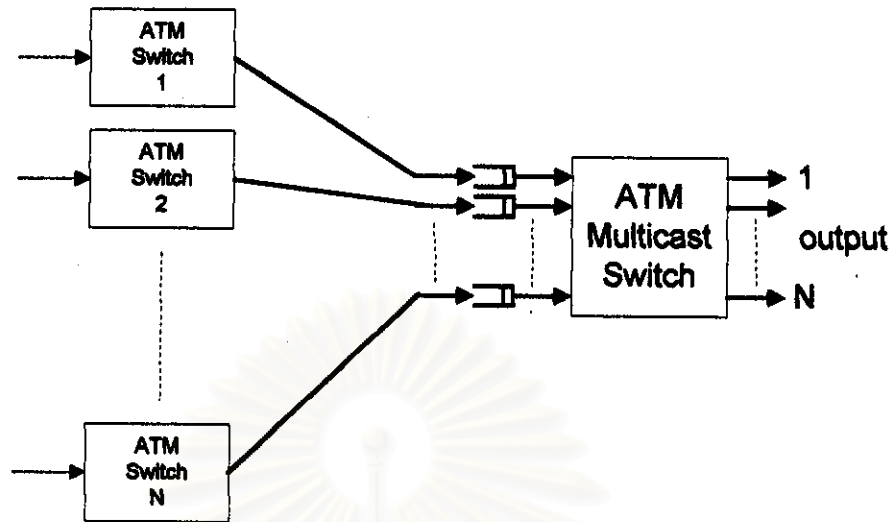 ATM
Switch
1
ATM
Switch
2
ATM
Switch
N
ATM
Multicast
Switch
1
output
N